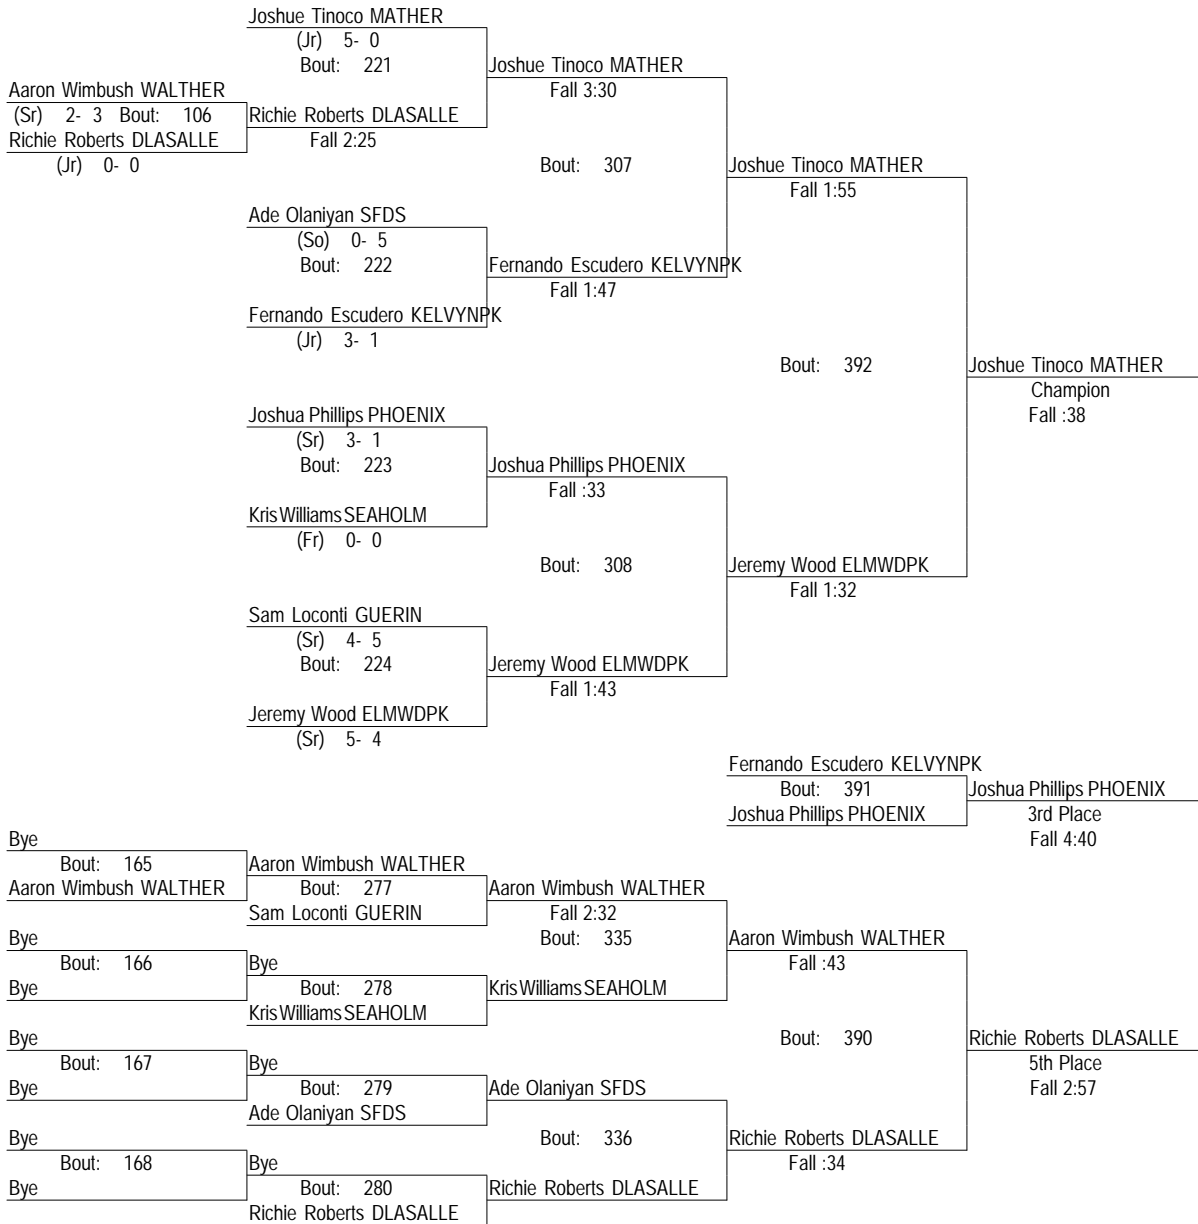 Joshue Tinoco MATHER
(Jr) 5- 0
Bout: 221
Joshue Tinoco MATHER
Fall 3:30
Aaron Wimbush WALTHER
(Sr) 2- 3 Bout: 106
Richie Roberts DLASALLE
Fall 2:25
Richie Roberts DLASALLE
(Jr) 0- 0
Bout: 307
Joshue Tinoco MATHER
Fall 1:55
Ade Olaniyan SFDS
(So) 0- 5
Bout: 222
Fernando Escudero KELVYNPK
Fall 1:47
Fernando Escudero KELVYNPK
(Jr) 3- 1
Bout: 392
Joshue Tinoco MATHER
Champion
Fall :38
Joshua Phillips PHOENIX
(Sr) 3- 1
Bout: 223
Joshua Phillips PHOENIX
Fall :33
Kris Williams SEAHOLM
(Fr) 0- 0
Bout: 308
Jeremy Wood ELMWDPK
Fall 1:32
Sam Loconti GUERIN
(Sr) 4- 5
Bout: 224
Jeremy Wood ELMWDPK
Fall 1:43
Jeremy Wood ELMWDPK
(Sr) 5- 4
Fernando Escudero KELVYNPK
Bout: 391
Joshua Phillips PHOENIX
Joshua Phillips PHOENIX
3rd Place
Fall 4:40
Bye
Bout: 165
Aaron Wimbush WALTHER
Aaron Wimbush WALTHER
Bout: 277
Sam Loconti GUERIN
Aaron Wimbush WALTHER
Fall 2:32
Bout: 335
Aaron Wimbush WALTHER
Fall :43
Bye
Bout: 166
Bye
Bye
Bout: 278
Kris Williams SEAHOLM
Kris Williams SEAHOLM
Bout: 390
Richie Roberts DLASALLE
5th Place
Fall 2:57
Bye
Bout: 167
Bye
Bye
Bout: 279
Ade Olaniyan SFDS
Ade Olaniyan SFDS
Bout: 336
Richie Roberts DLASALLE
Fall :34
Bye
Bout: 168
Bye
Bye
Bout: 280
Richie Roberts DLASALLE
Richie Roberts DLASALLE